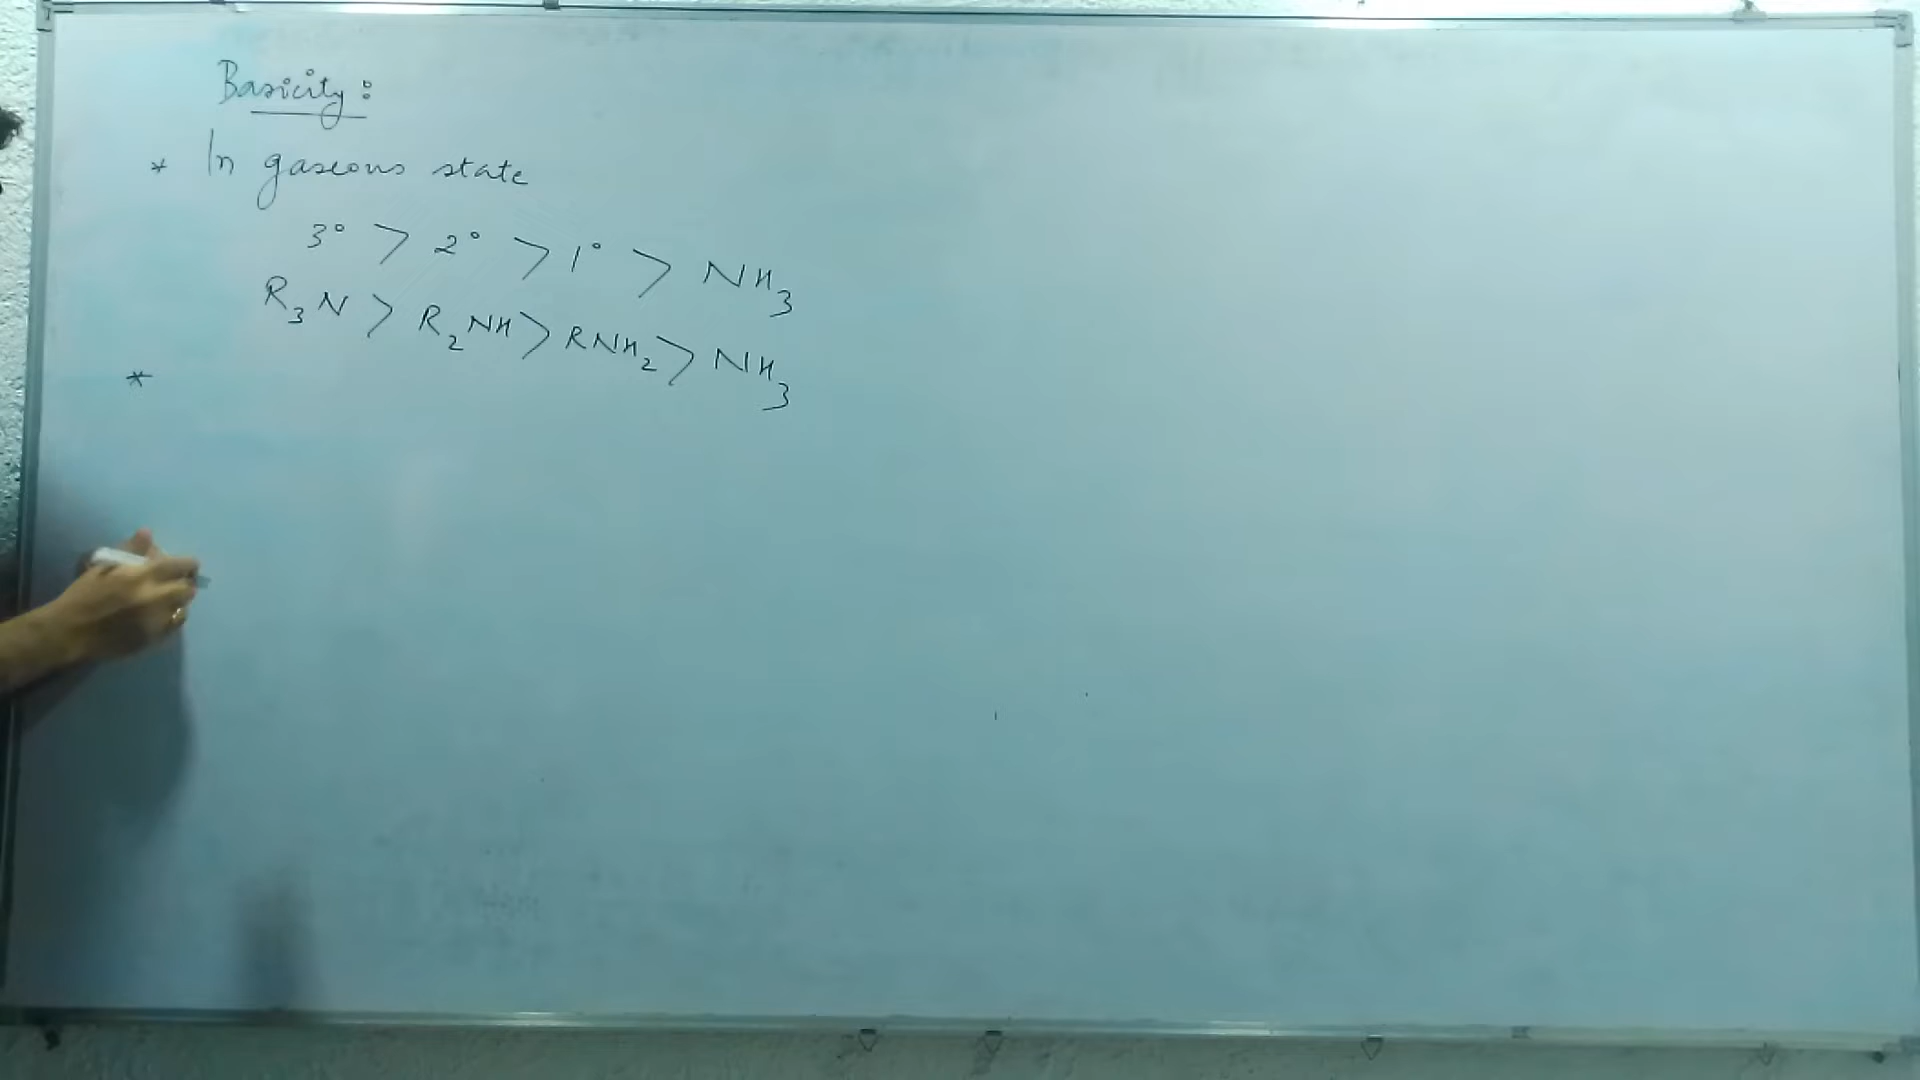 Basicity:
* In gaseous state
3° > 2° > 1° > NH₃
R₃N > R₂NH > RNH₂ > NH₃
*